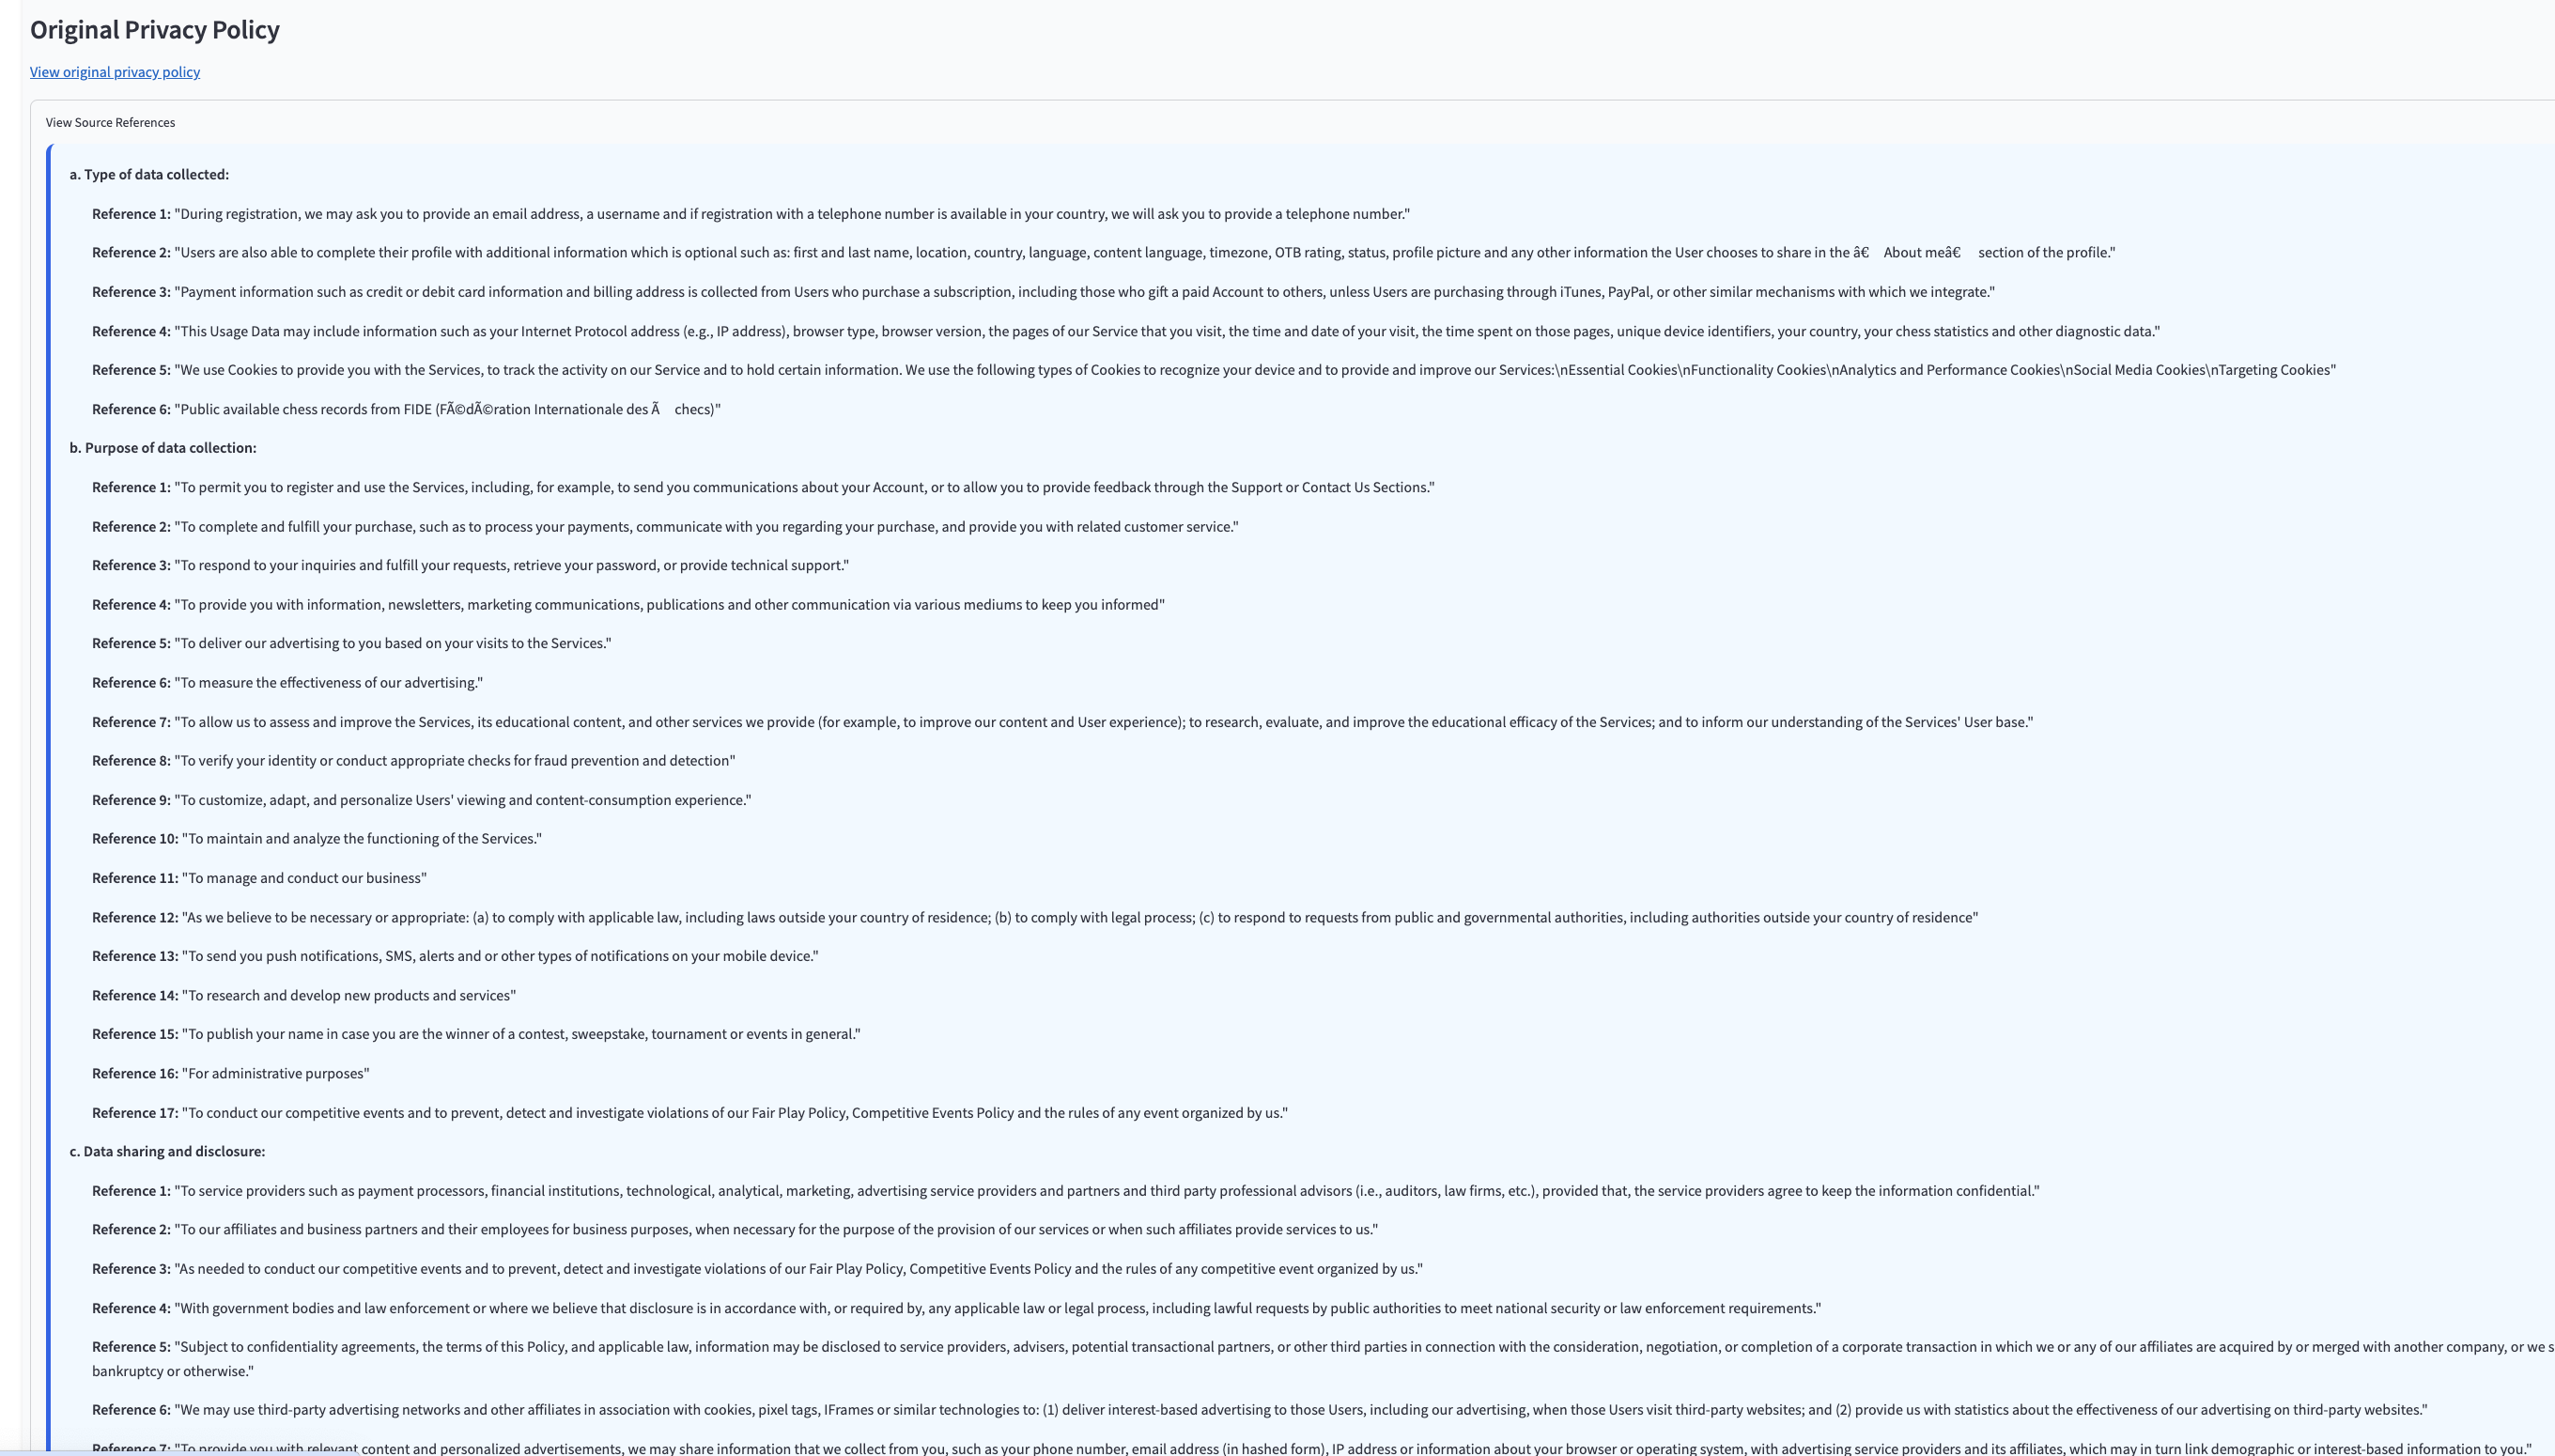 Original Privacy Policy
View original privacy policy
View Source References
a. Type of data collected:
Reference 1: "During registration, we may ask you to provide an email address, a username and if registration with a telephone number is available in your country, we will ask you to provide a telephone number."
Reference 2: "Users are also able to complete their profile with additional information which is optional such as: first and last name, location, country, language, content language, timezone, OTB rating, status, profile picture and any other information the User chooses to share in the â€ About meâ€ section of the profile."
Reference 3: "Payment information such as credit or debit card information and billing address is collected from Users who purchase a subscription, including those who gift a paid Account to others, unless Users are purchasing through iTunes, PayPal, or other similar mechanisms with which we integrate."
Reference 4: "This Usage Data may include information such as your Internet Protocol address (e.g., IP address), browser type, browser version, the pages of our Service that you visit, the time and date of your visit, the time spent on those pages, unique device identifiers, your country, your chess statistics and other diagnostic data."
Reference 5: "We use Cookies to provide you with the Services, to track the activity on our Service and to hold certain information. We use the following types of Cookies to recognize your device and to provide and improve our Services:\nEssential Cookies\nFunctionality Cookies\nAnalytics and Performance Cookies\nSocial Media Cookies\nTargeting Cookies"
Reference 6: "Public available chess records from FIDE (FÃ©dÃ©ration Internationale des Ã checs)"
b. Purpose of data collection:
Reference 1: "To permit you to register and use the Services, including, for example, to send you communications about your Account, or to allow you to provide feedback through the Support or Contact Us Sections."
Reference 2: "To complete and fulfill your purchase, such as to process your payments, communicate with you regarding your purchase, and provide you with related customer service."
Reference 3: "To respond to your inquiries and fulfill your requests, retrieve your password, or provide technical support."
Reference 4: "To provide you with information, newsletters, marketing communications, publications and other communication via various mediums to keep you informed"
Reference 5: "To deliver our advertising to you based on your visits to the Services."
Reference 6: "To measure the effectiveness of our advertising."
Reference 7: "To allow us to assess and improve the Services, its educational content, and other services we provide (for example, to improve our content and User experience); to research, evaluate, and improve the educational efficacy of the Services; and to inform our understanding of the Services' User base."
Reference 8: "To verify your identity or conduct appropriate checks for fraud prevention and detection"
Reference 9: "To customize, adapt, and personalize Users' viewing and content-consumption experience."
Reference 10: "To maintain and analyze the functioning of the Services."
Reference 11: "To manage and conduct our business"
Reference 12: "As we believe to be necessary or appropriate: (a) to comply with applicable law, including laws outside your country of residence; (b) to comply with legal process; (c) to respond to requests from public and governmental authorities, including authorities outside your country of residence"
Reference 13: "To send you push notifications, SMS, alerts and or other types of notifications on your mobile device."
Reference 14: "To research and develop new products and services"
Reference 15: "To publish your name in case you are the winner of a contest, sweepstake, tournament or events in general."
Reference 16: "For administrative purposes"
Reference 17: "To conduct our competitive events and to prevent, detect and investigate violations of our Fair Play Policy, Competitive Events Policy and the rules of any event organized by us."
c. Data sharing and disclosure:
Reference 1: "To service providers such as payment processors, financial institutions, technological, analytical, marketing, advertising service providers and partners and third party professional advisors (i.e., auditors, law firms, etc.), provided that, the service providers agree to keep the information confidential."
Reference 2: "To our affiliates and business partners and their employees for business purposes, when necessary for the purpose of the provision of our services or when such affiliates provide services to us."
Reference 3: "As needed to conduct our competitive events and to prevent, detect and investigate violations of our Fair Play Policy, Competitive Events Policy and the rules of any competitive event organized by us."
Reference 4: "With government bodies and law enforcement or where we believe that disclosure is in accordance with, or required by, any applicable law or legal process, including lawful requests by public authorities to meet national security or law enforcement requirements."
Reference 5: "Subject to confidentiality agreements, the terms of this Policy, and applicable law, information may be disclosed to service providers, advisers, potential transactional partners, or other third parties in connection with the consideration, negotiation, or completion of a corporate transaction in which we or any of our affiliates are acquired by or merged with another company, or we s
bankruptcy or otherwise."
Reference 6: "We may use third-party advertising networks and other affiliates in association with cookies, pixel tags, IFrames or similar technologies to: (1) deliver interest-based advertising to those Users, including our advertising, when those Users visit third-party websites; and (2) provide us with statistics about the effectiveness of our advertising on third-party websites."
Reference 7: "To provide you with relevant content and personalized advertisements, we may share information that we collect from you, such as your phone number, email address (in hashed form), IP address or information about your browser or operating system, with advertising service providers and its affiliates, which may in turn link demographic or interest-based information to you."